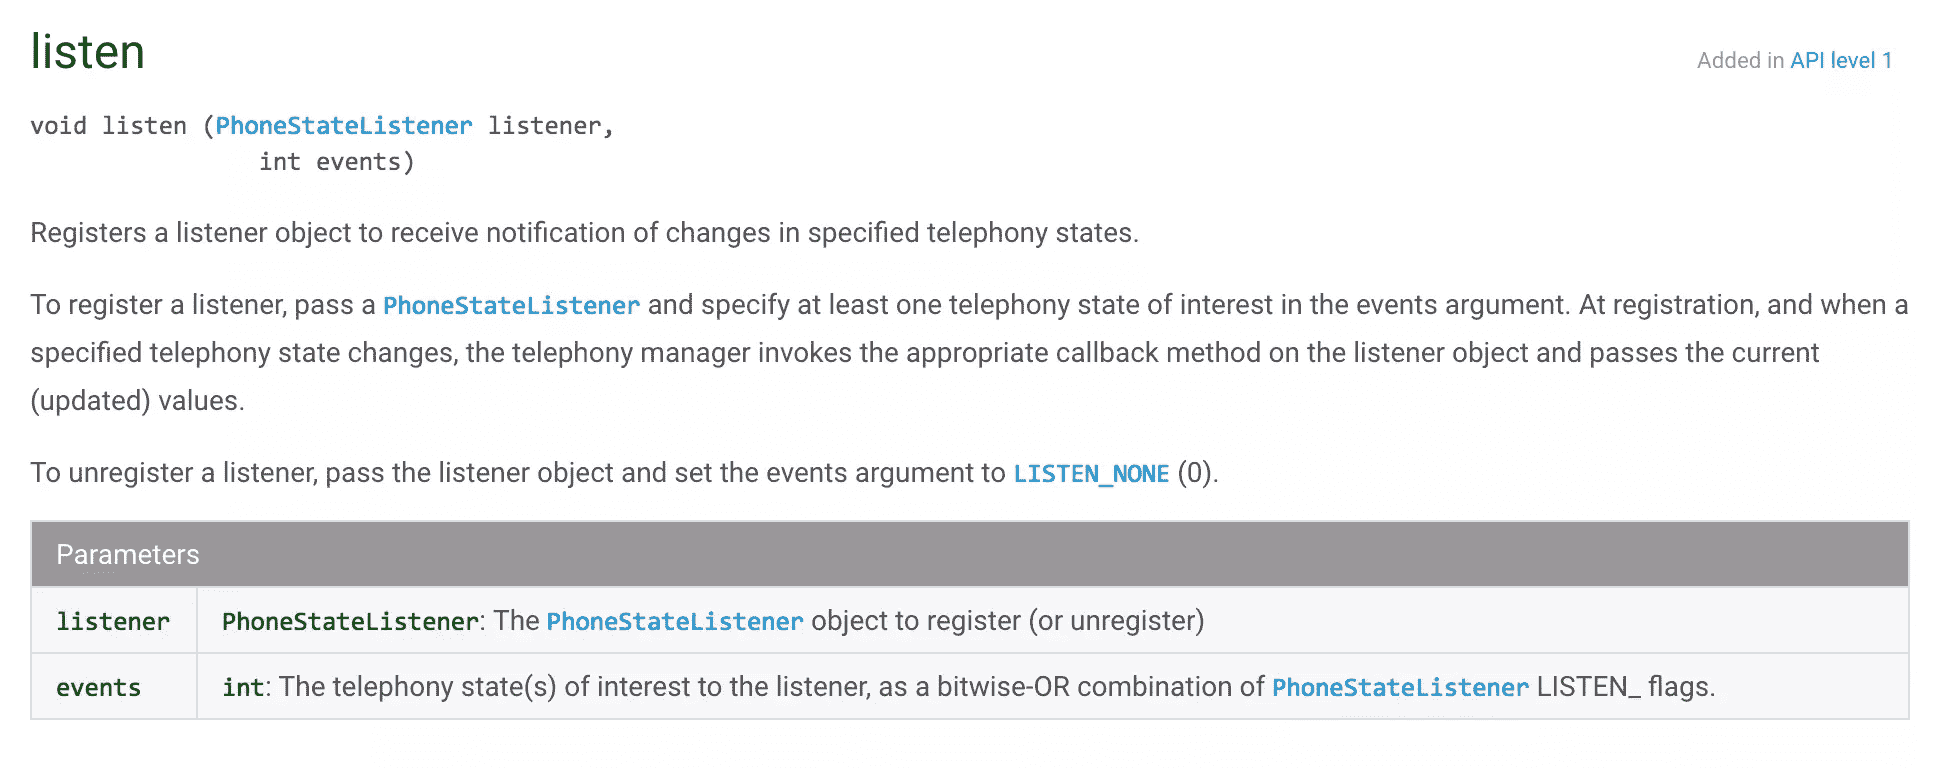 listen
Added in API level 1
void listen (PhoneStateListener listener,
int events)
Registers a listener object to receive notification of changes in specified telephony states.
To register a listener, pass a PhoneStateListener and specify at least one telephony state of interest in the events argument. At registration, and when a
specified telephony state changes, the telephony manager invokes the appropriate callback method on the listener object and passes the current
(updated) values.
To unregister a listener, pass the listener object and set the events argument to LISTEN_NONE (0).
Parameters
listener PhoneStateListener: The PhoneStateListener object to register (or unregister)
events int: The telephony state(s) of interest to the listener, as a bitwise-OR combination of PhoneStateListener LISTEN_ flags.